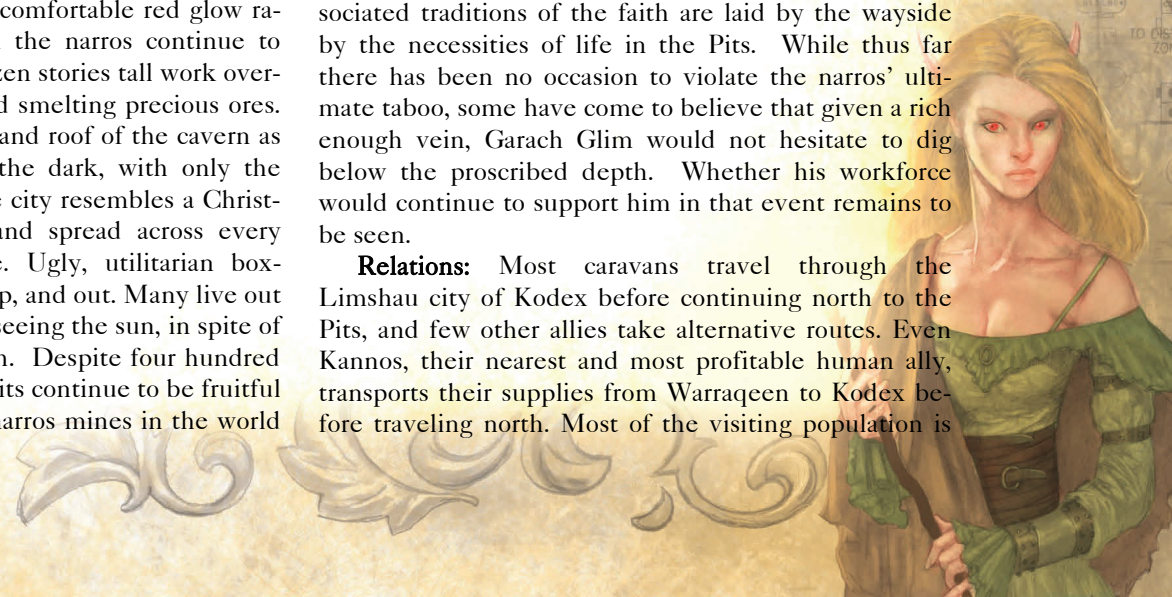 comfortable red glow ra-
the narros continue to
zen stories tall work over-
d smelting precious ores.
and roof of the cavern as
the dark, with only the
e city resembles a Christ-
and spread across every
e. Ugly, utilitarian box-
p, and out. Many live out
seeing the sun, in spite of
n. Despite four hundred
its continue to be fruitful
narros mines in the world
sociated traditions of the faith are laid by the wayside
by the necessities of life in the Pits. While thus far
there has been no occasion to violate the narros' ulti-
mate taboo, some have come to believe that given a rich
enough vein, Garach Glim would not hesitate to dig
below the proscribed depth. Whether his workforce
would continue to support him in that event remains to
be seen.
Relations: Most caravans travel through the
Limshau city of Kodex before continuing north to the
Pits, and few other allies take alternative routes. Even
Kannos, their nearest and most profitable human ally,
transports their supplies from Warraqeen to Kodex be-
fore traveling north. Most of the visiting population is